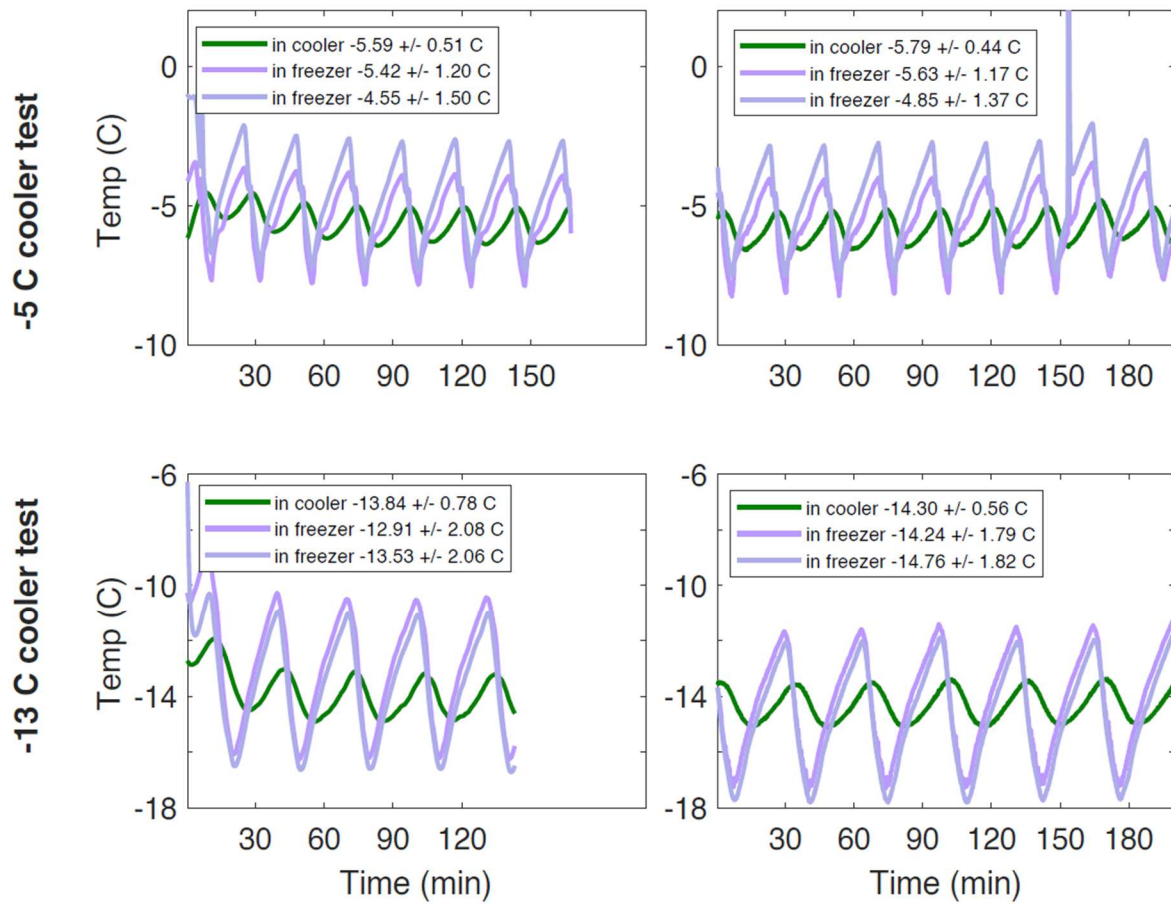 -5 C cooler test
Temp (C)
0
-5
-10
in cooler -5.59 +/- 0.51 C
in freezer -5.42 +/- 1.20 C
in freezer -4.55 +/- 1.50 C
30 60 90 120 150
0
-5
-10
in cooler -5.79 +/- 0.44 C
in freezer -5.63 +/- 1.17 C
in freezer -4.85 +/- 1.37 C
30 60 90 120 150 180
-13 C cooler test
Temp (C)
-6
-10
-14
-18
in cooler -13.84 +/- 0.78 C
in freezer -12.91 +/- 2.08 C
in freezer -13.53 +/- 2.06 C
30 60 90 120
Time (min)
-6
-10
-14
-18
in cooler -14.30 +/- 0.56 C
in freezer -14.24 +/- 1.79 C
in freezer -14.76 +/- 1.82 C
30 60 90 120 150 180
Time (min)